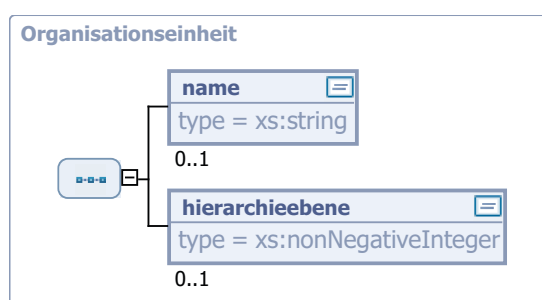 Organisationseinheit
name
type = xs:string
0..1
hierarchieebene
type = xs:nonNegativeInteger
0..1